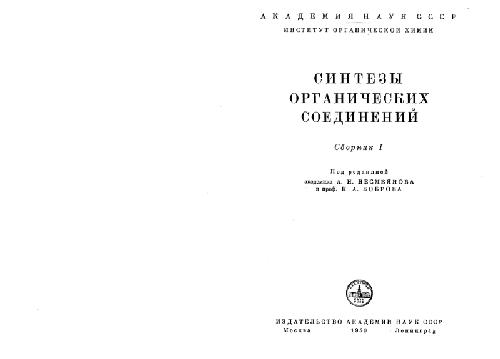 АКАДЕМИЯ НАУК СССР
ИНСТИТУТ ОРГАНИЧЕСКОЙ ХИМИИ
СИНТЕЗЫ
ОРГАНИЧЕСКИХ
СОЕДИНЕНИЙ
Сборник I
Под редакцией
академика А. Н. НЕСМЕЯНОВА
и проф. П. А. БОБРОВА
ИЗДАТЕЛЬСТВО АКАДЕМИИ НАУК СССР
Москва 1950 Ленинград